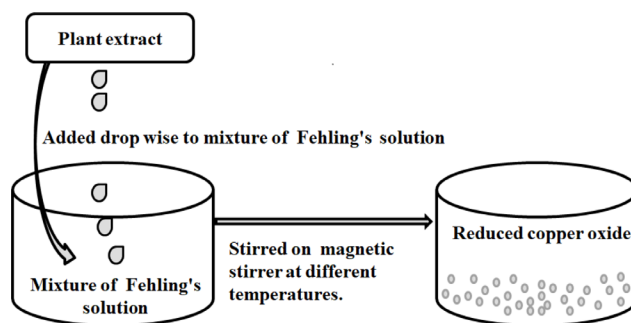 Plant extract
Added drop wise to mixture of Fehling's solution
Mixture of Fehling's
solution
Stirred on magnetic
stirrer at different
temperatures.
Reduced copper oxide